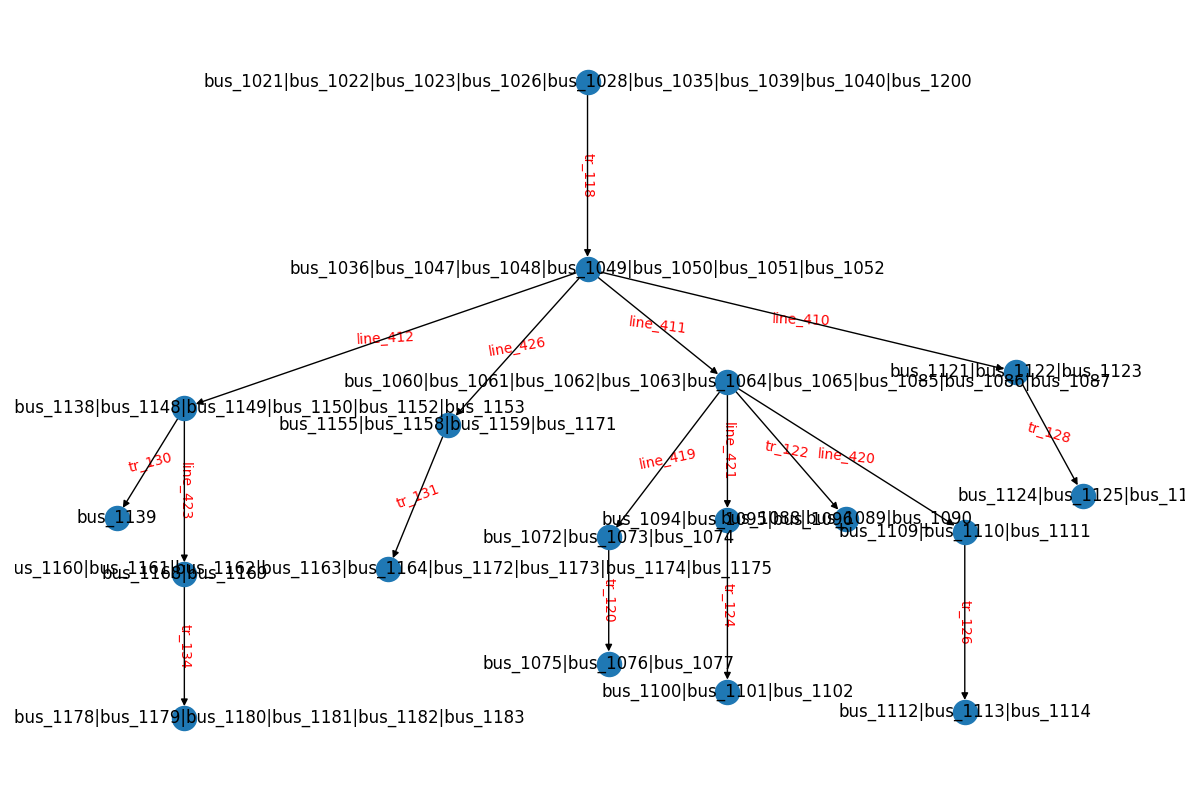 bus_1021|bus_1022|bus_1023|bus_1026|bus_1028|bus_1035|bus_1039|bus_1040|bus_1200
tr_118
bus_1036|bus_1047|bus_1048|bus_1049|bus_1050|bus_1051|bus_1052
line_412
line_426
line_411
line_410
bus_1121|bus_1122|bus_1123
bus_1060|bus_1061|bus_1062|bus_1063|bus_1064|bus_1065|bus_1085|bus_1086|bus_1087
bus_1138|bus_1148|bus_1149|bus_1150|bus_1152|bus_1153
bus_1155|bus_1158|bus_1159|bus_1171
tr_130
line_423
tr_131
line_419
line_421
tr_122
line_420
tr_128
bus_1124|bus_1125|bus_11
bus_1139
bus_1094|bus_1095|bus_1096
bus_1088|bus_1089|bus_1090
bus_1109|bus_1110|bus_1111
bus_1072|bus_1073|bus_1074
us_1160|bus_1161|bus_1162|bus_1163|bus_1164|bus_1172|bus_1173|bus_1174|bus_1175
bus_1168|bus_1169
tr_120
tr_124
tr_126
tr_134
bus_1075|bus_1076|bus_1077
bus_1100|bus_1101|bus_1102
bus_1112|bus_1113|bus_1114
bus_1178|bus_1179|bus_1180|bus_1181|bus_1182|bus_1183